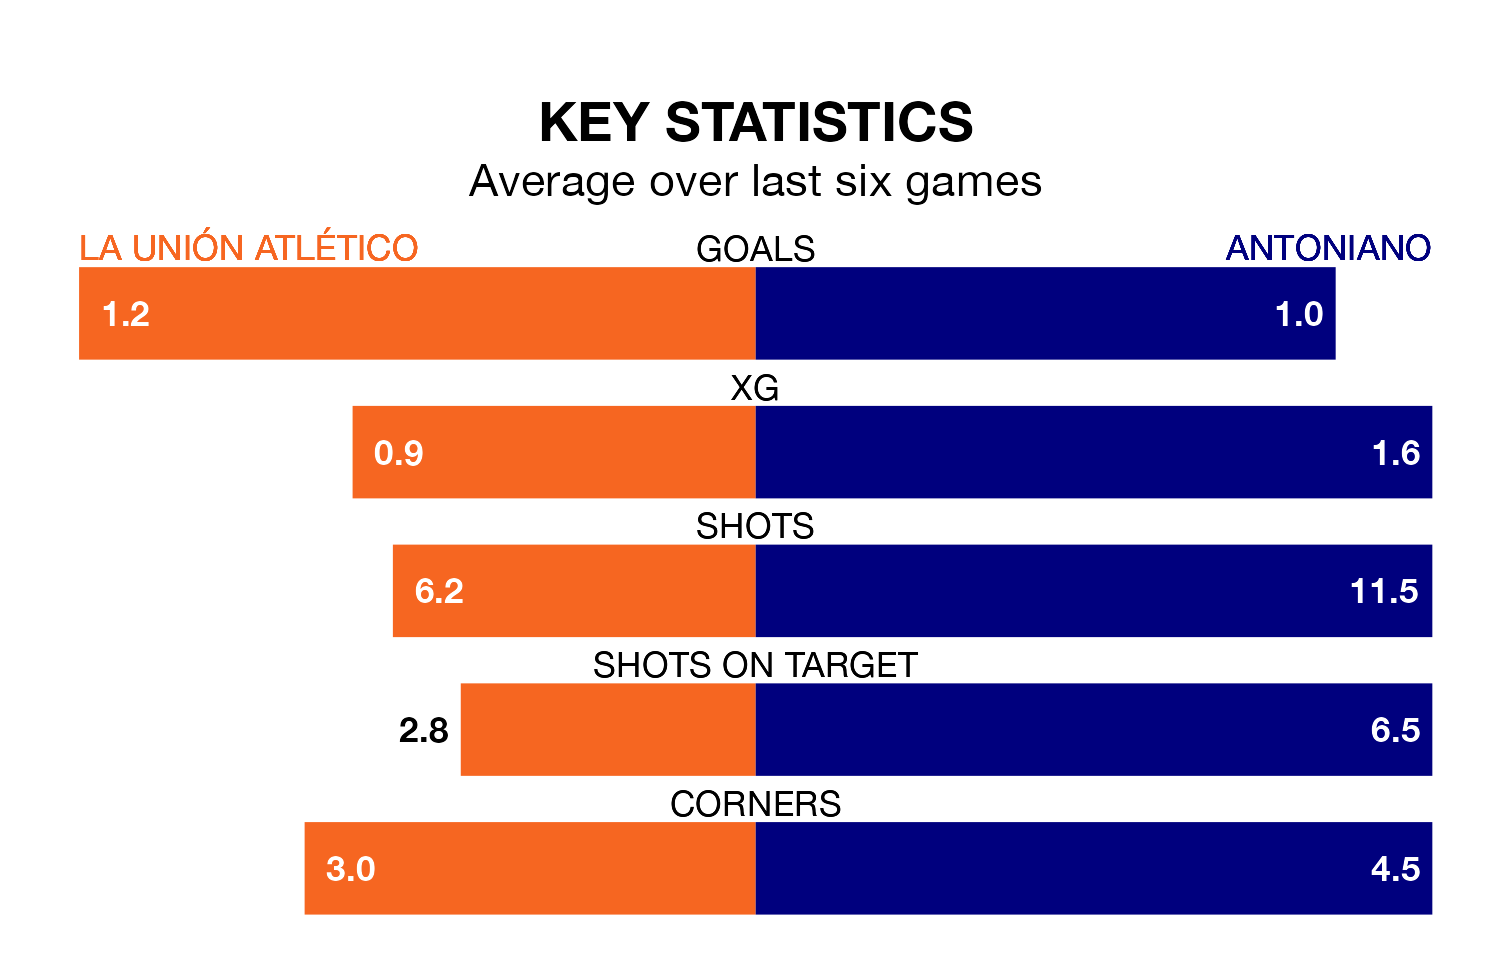 KEY STATISTICS
Average over last six games
LA UNIÓN ATLÉTICO GOALS ANTONIANO
1.2 1.0
XG
0.9 1.6
SHOTS
6.2 11.5
SHOTS ON TARGET
2.8 6.5
CORNERS
3.0 4.5